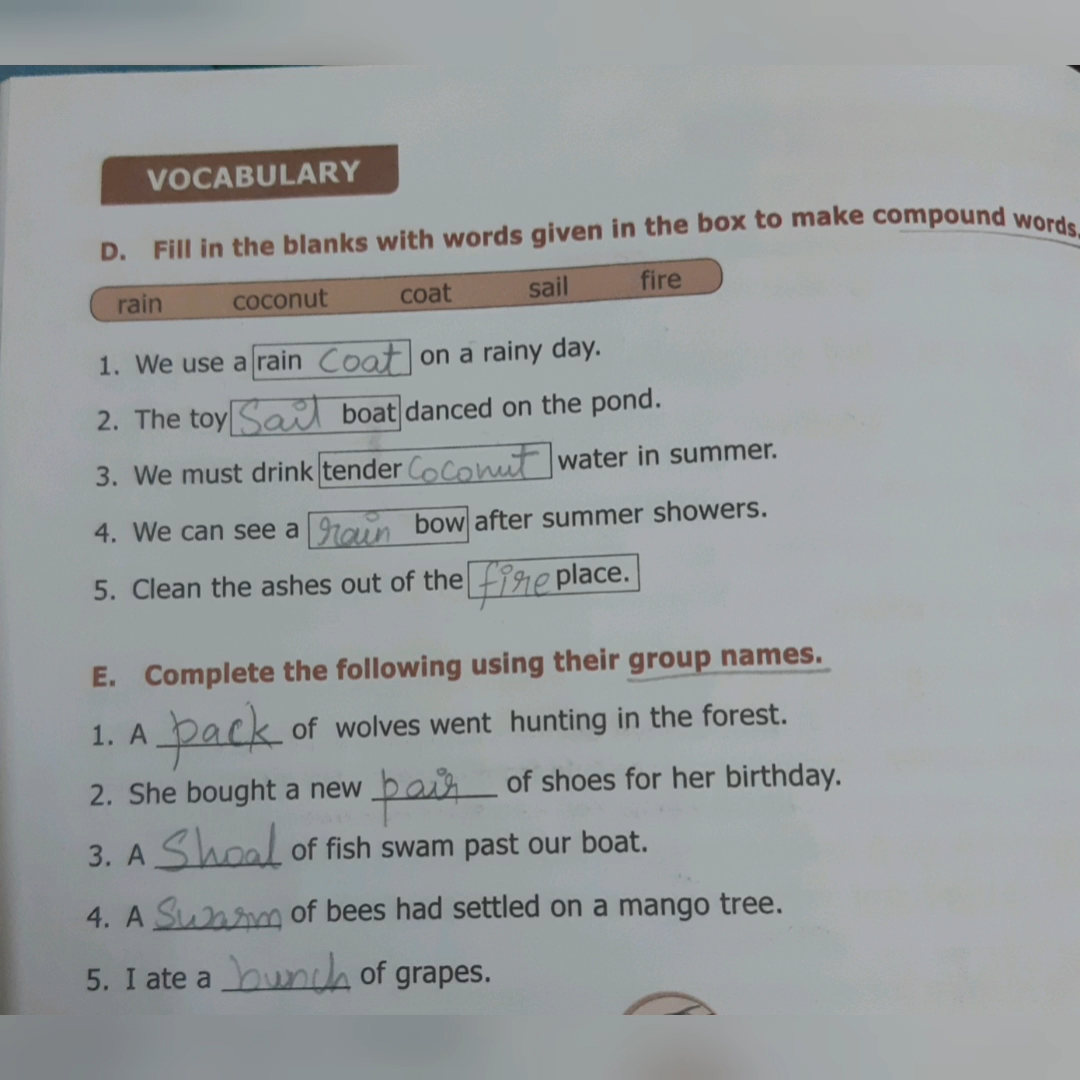 VOCABULARY
D. Fill in the blanks with words given in the box to make compound words.
rain coconut coat sail fire
1. We use a rain coat on a rainy day.
2. The toy Sail boat danced on the pond.
3. We must drink tender Coconut water in summer.
4. We can see a rain bow after summer showers.
5. Clean the ashes out of the fire place.
E. Complete the following using their group names.
1. A pack of wolves went hunting in the forest.
2. She bought a new pair of shoes for her birthday.
3. A Shoal of fish swam past our boat.
4. A Swarm of bees had settled on a mango tree.
5. I ate a bunch of grapes.